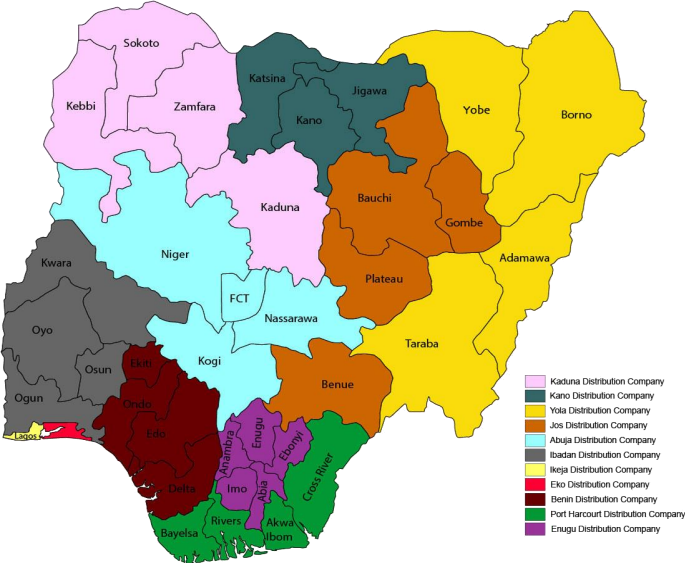 Sokoto
Katsina
Jigawa
Kebbi
Zamfara
Kano
Yobe
Borno
Bauchi
Kaduna
Gombe
Niger
Kwara
Adamawa
Plateau
FCT
Nassarawa
Oyo
Taraba
Kogi
Osun
Ekiti
Benue
Ogun
Ondo
Lagos
Edo
Anambra
Enugu
Ebonyi
Cross River
Delta
Imo
Abia
Bayelsa
Rivers
Akwa
Ibom
Kaduna Distribution Company
Kano Distribution Company
Yola Distribution Company
Jos Distribution Company
Abuja Distribution Company
Ibadan Distribution Company
Ikeja Distribution Company
Eko Distribution Company
Benin Distribution Company
Port Harcourt Distribution Company
Enugu Distribution Company